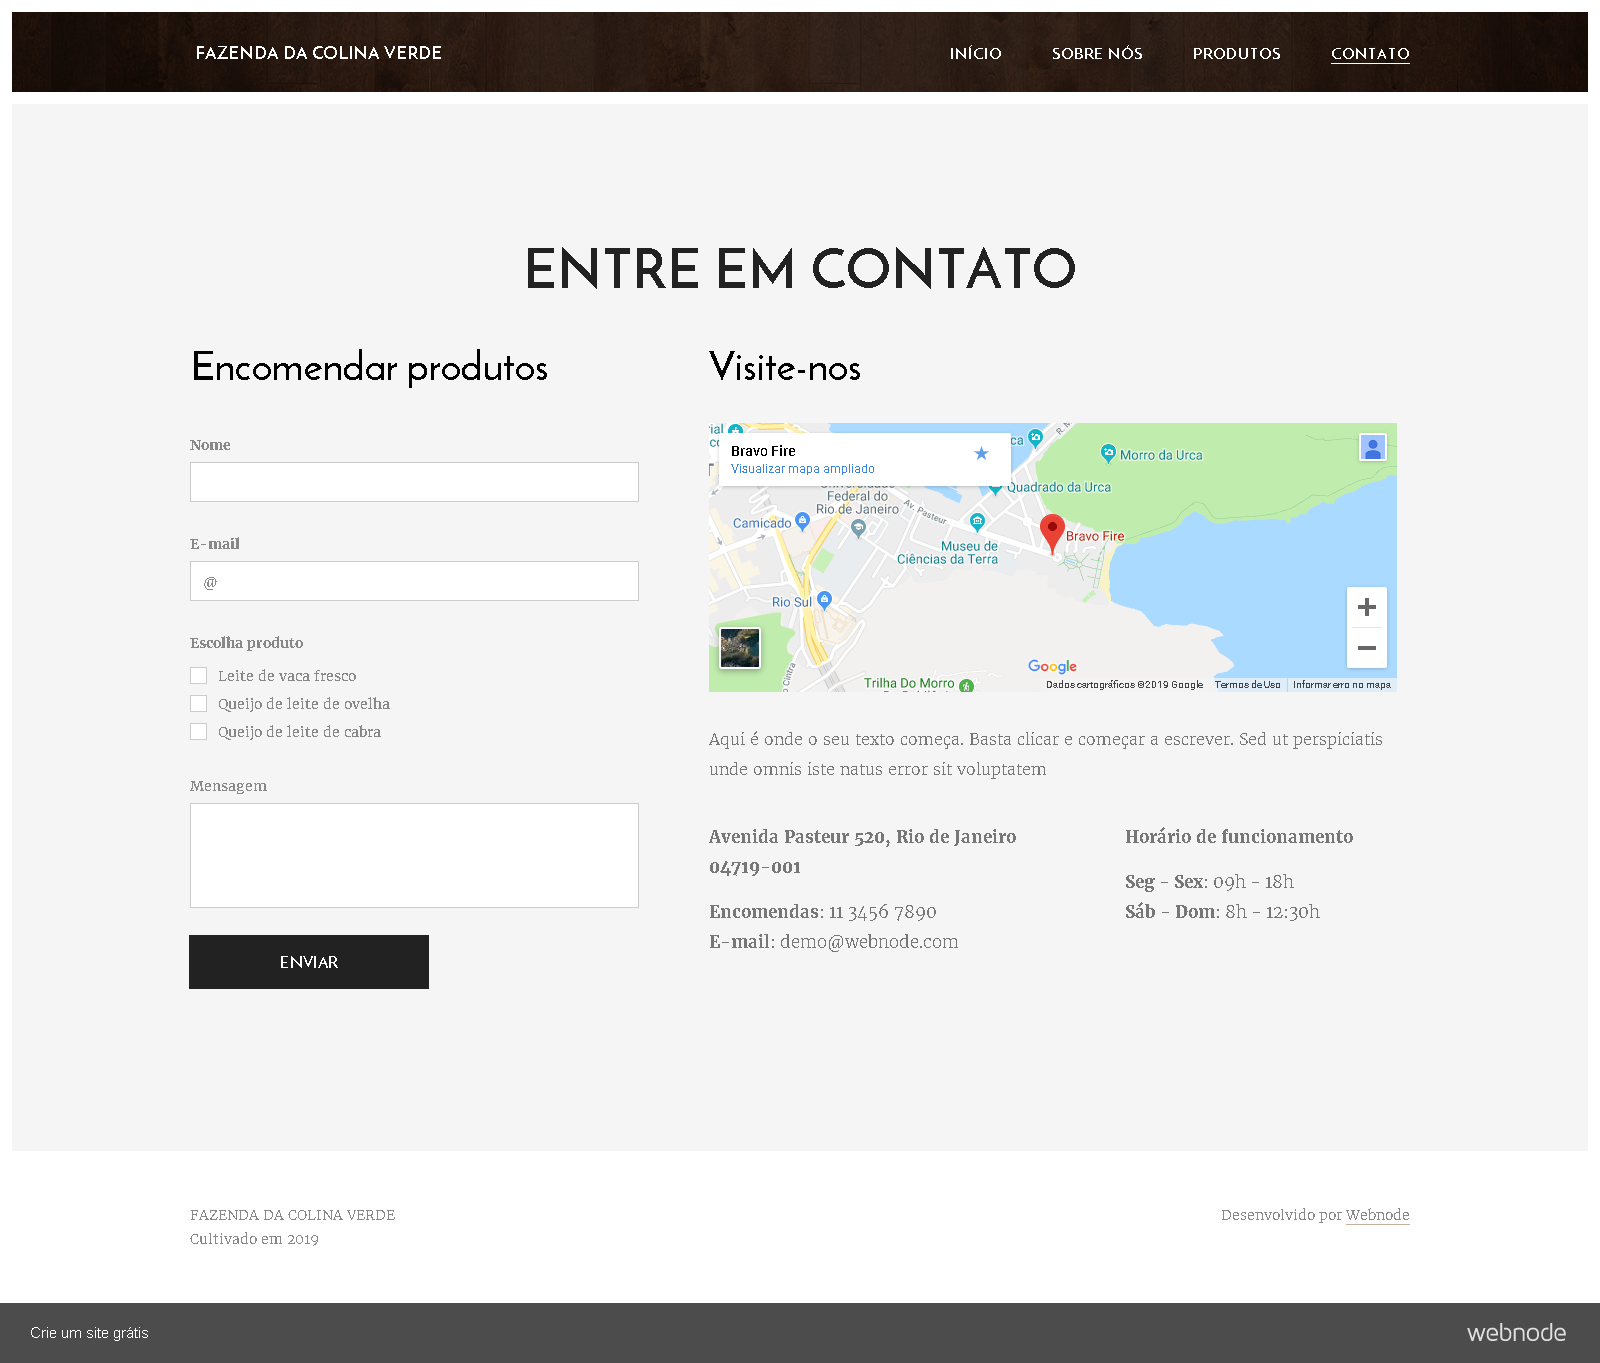 FAZENDA DA COLINA VERDE
INÍCIO
SOBRE NÓS
PRODUTOS
CONTATO
ENTRE EM CONTATO
Encomendar produtos
Nome
E-mail
@
Escolha produto
Leite de vaca fresco
Queijo de leite de ovelha
Queijo de leite de cabra
Mensagem
ENVIAR
Visite-nos
Bravo Fire
Visualizar mapa ampliado
Morro da Urca
Quadrado da Urca
Federal do
Rio de Janeiro
Camicado
Av. Pasteur
Museu de
Ciências da Terra
Bravo Fire
Rio Sul
Trilha Do Morro
Google
Dados cartográficos ©2019 Google
Termos de Uso
Informar erro no mapa
Aqui é onde o seu texto começa. Basta clicar e começar a escrever. Sed ut perspiciatis
unde omnis iste natus error sit voluptatem
Avenida Pasteur 520, Rio de Janeiro
04719-001
Encomendas: 11 3456 7890
E-mail: demo@webnode.com
Horário de funcionamento
Seg - Sex: 09h - 18h
Sáb - Dom: 8h - 12:30h
FAZENDA DA COLINA VERDE
Cultivado em 2019
Desenvolvido por Webnode
Crie um site grátis
webnode